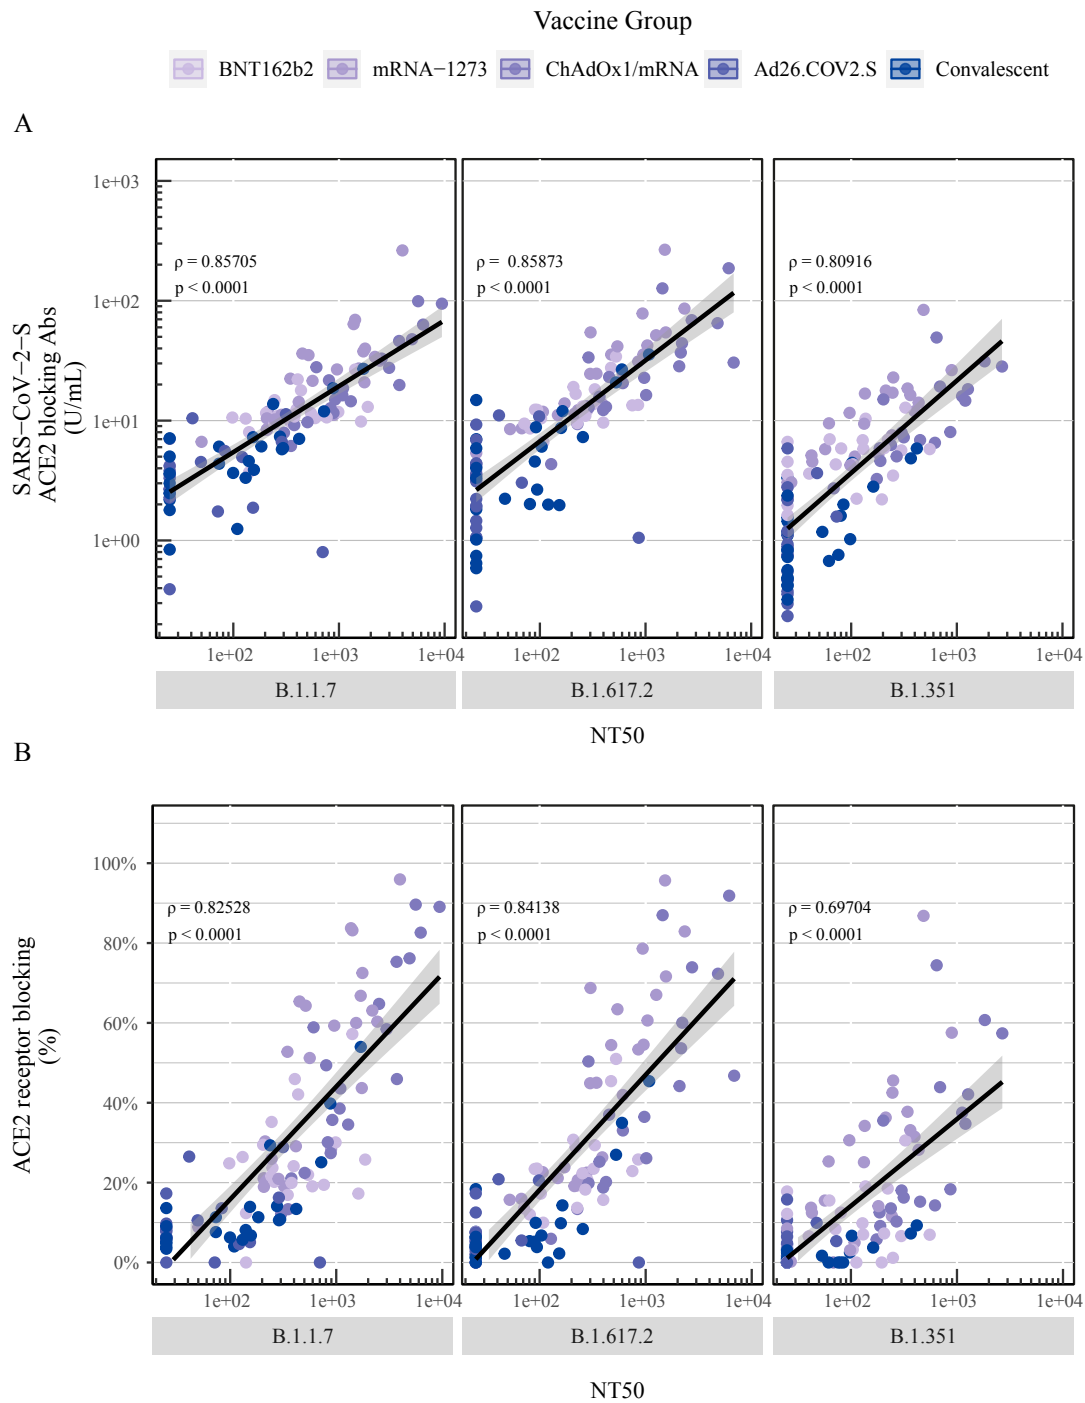 Vaccine Group
BNT162b2 mRNA−1273 ChAdOx1/mRNA Ad26.COV2.S Convalescent
A
SARS−CoV−2−S
ACE2 blocking Abs
(U/mL)
1e+03
1e+02
1e+01
1e+00
ρ = 0.85705
p < 0.0001
ρ = 0.85873
p < 0.0001
ρ = 0.80916
p < 0.0001
1e+02 1e+03 1e+04 1e+02 1e+03 1e+04 1e+02 1e+03 1e+04
B.1.1.7 B.1.617.2 B.1.351
NT50
B
ACE2 receptor blocking
(%)
100%
80%
60%
40%
20%
0%
ρ = 0.82528
p < 0.0001
ρ = 0.84138
p < 0.0001
ρ = 0.69704
p < 0.0001
1e+02 1e+03 1e+04 1e+02 1e+03 1e+04 1e+02 1e+03 1e+04
B.1.1.7 B.1.617.2 B.1.351
NT50